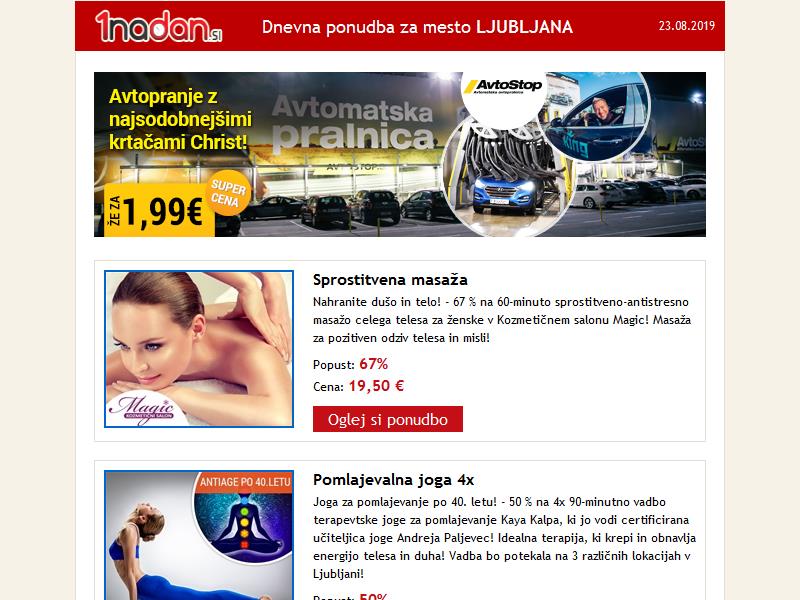 1nadan.si
Dnevna ponudba za mesto LJUBLJANA
23.08.2019
Avtopranje z
najsodobnejšimi
krtačami Christ!
ŽE ZA
1,99€
SUPER
CENA
Avtomatska
pralnica
AVTOSTOP
AvtoStop
Avtomatska avtopralnica
King
AvtoS
Sprostitvena masaža
Nahranite dušo in telo! - 67 % na 60-minuto sprostitveno-antistresno
masažo celega telesa za ženske v Kozmetičnem salonu Magic! Masaža
za pozitiven odziv telesa in misli!
Popust: 67%
Cena: 19,50 €
Oglej si ponudbo
Magic
KOZMETIČNI SALON
ANTIAGE PO 40.LETU
Pomlajevalna joga 4x
Joga za pomlajevanje po 40. letu! - 50 % na 4x 90-minutno vadbo
terapevtske joge za pomlajevanje Kaya Kalpa, ki jo vodi certificirana
učiteljica joge Andreja Paljevec! Idealna terapija, ki krepi in obnavlja
energijo telesa in duha! Vadba bo potekala na 3 različnih lokacijah v
Ljubljani!
Popust: 50%